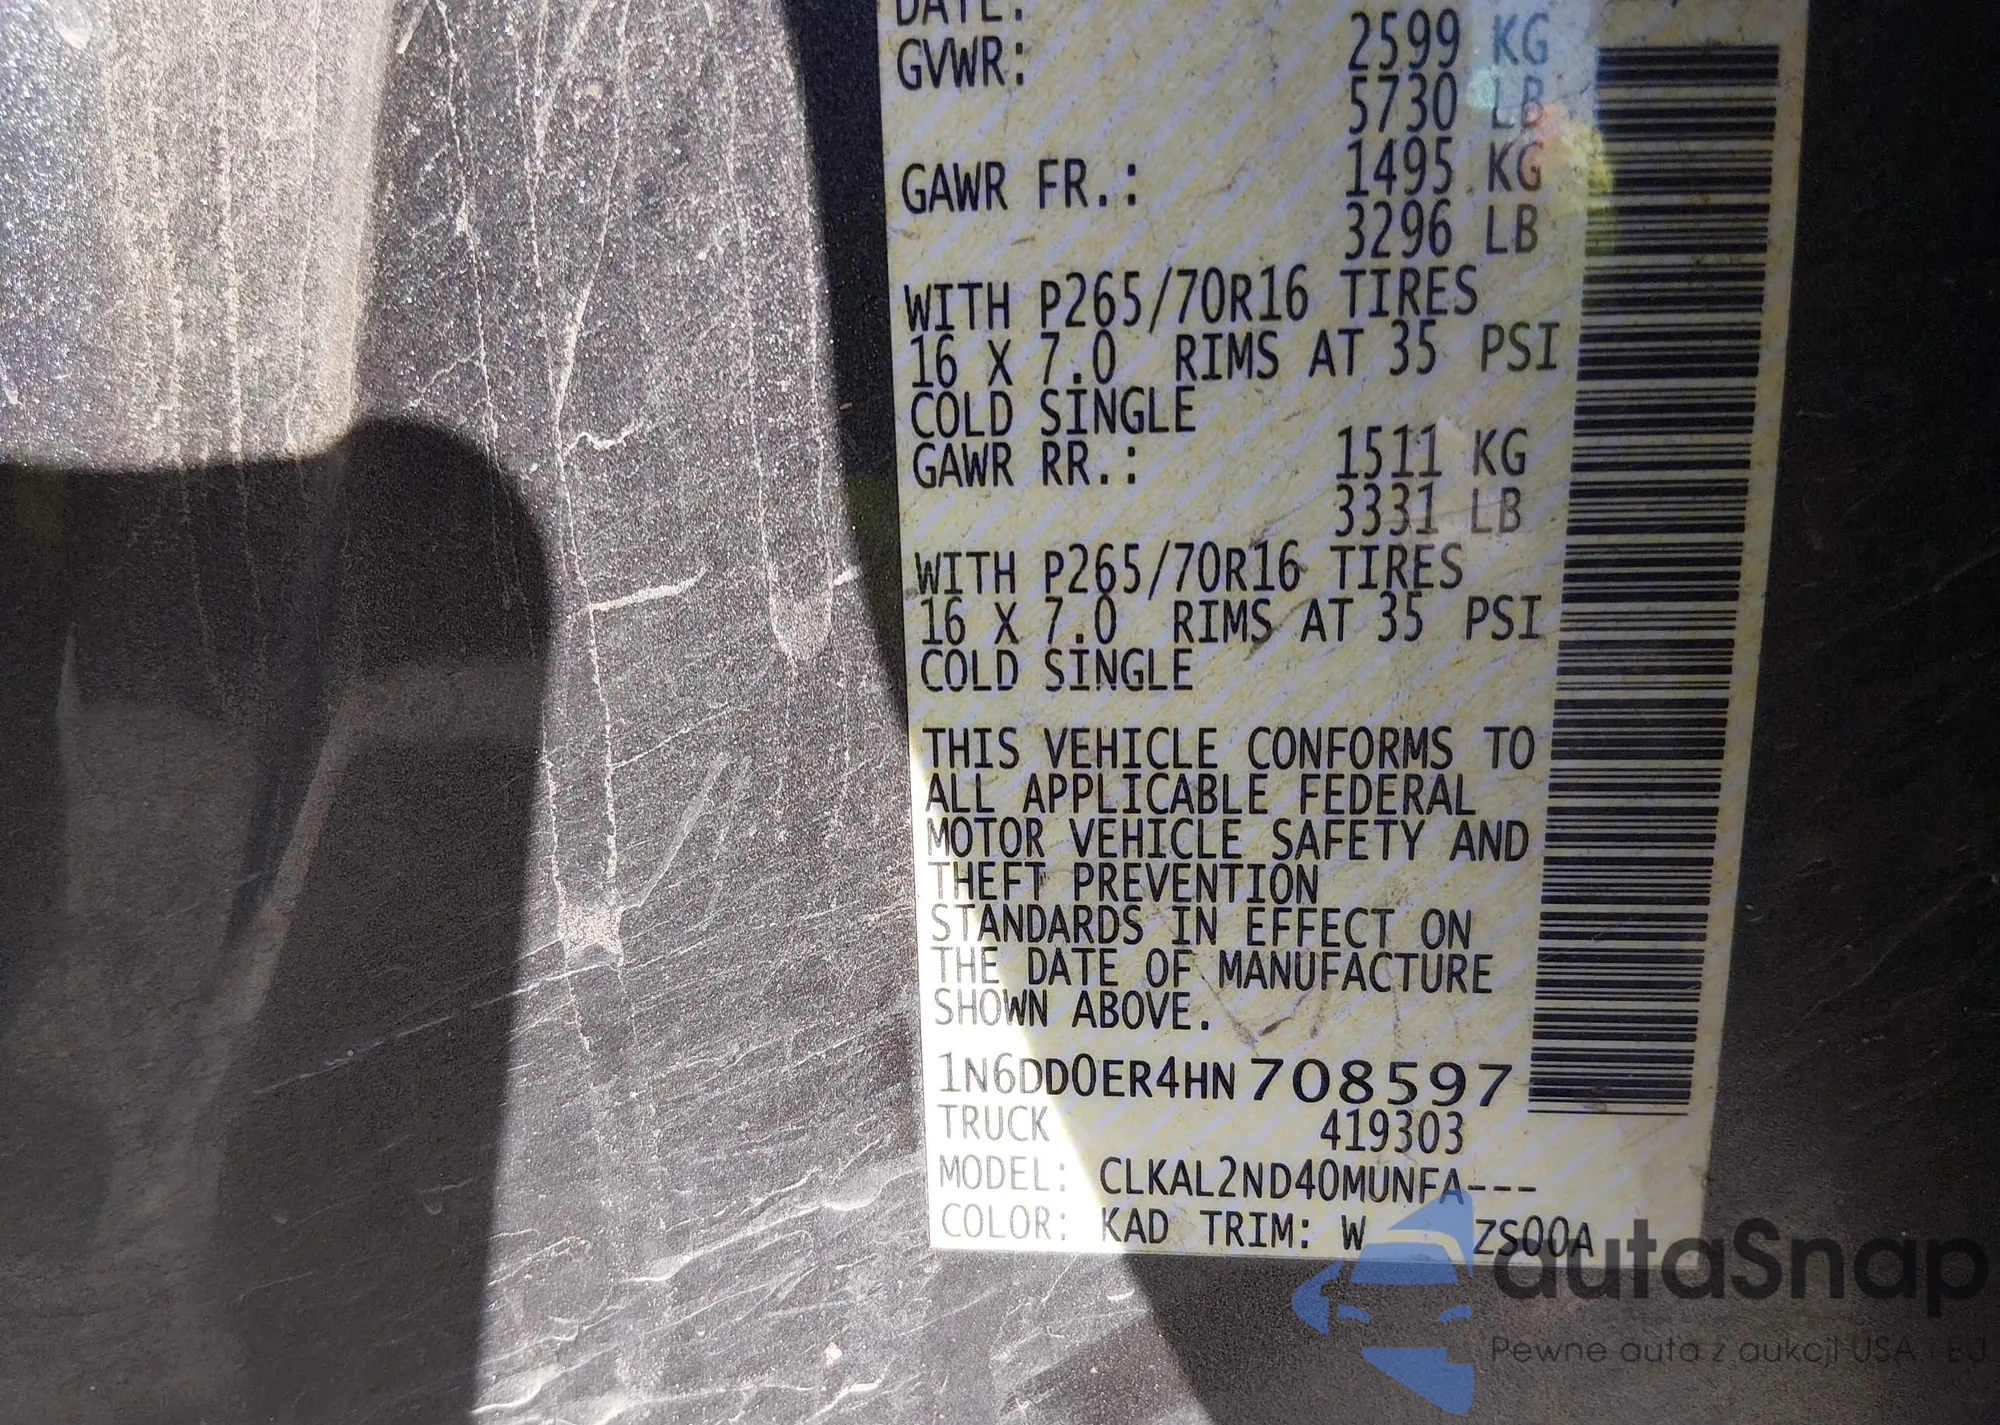 DATE:
GVWR: 2599 KG
5730 LB
GAWR FR.: 1495 KG
3296 LB
WITH P265/70R16 TIRES
16 X 7.0 RIMS AT 35 PSI
COLD SINGLE
GAWR RR.: 1511 KG
3331 LB
WITH P265/70R16 TIRES
16 X 7.0 RIMS AT 35 PSI
COLD SINGLE
THIS VEHICLE CONFORMS TO
ALL APPLICABLE FEDERAL
MOTOR VEHICLE SAFETY AND
THEFT PREVENTION
STANDARDS IN EFFECT ON
THE DATE OF MANUFACTURE
SHOWN ABOVE.
1N6DD0ER4HN708597
TRUCK 419303
MODEL: CLKAL2ND40MUNFA---
COLOR: KAD TRIM: W ZS00A
autaSnap
Pewne auta z aukcji USA i EU